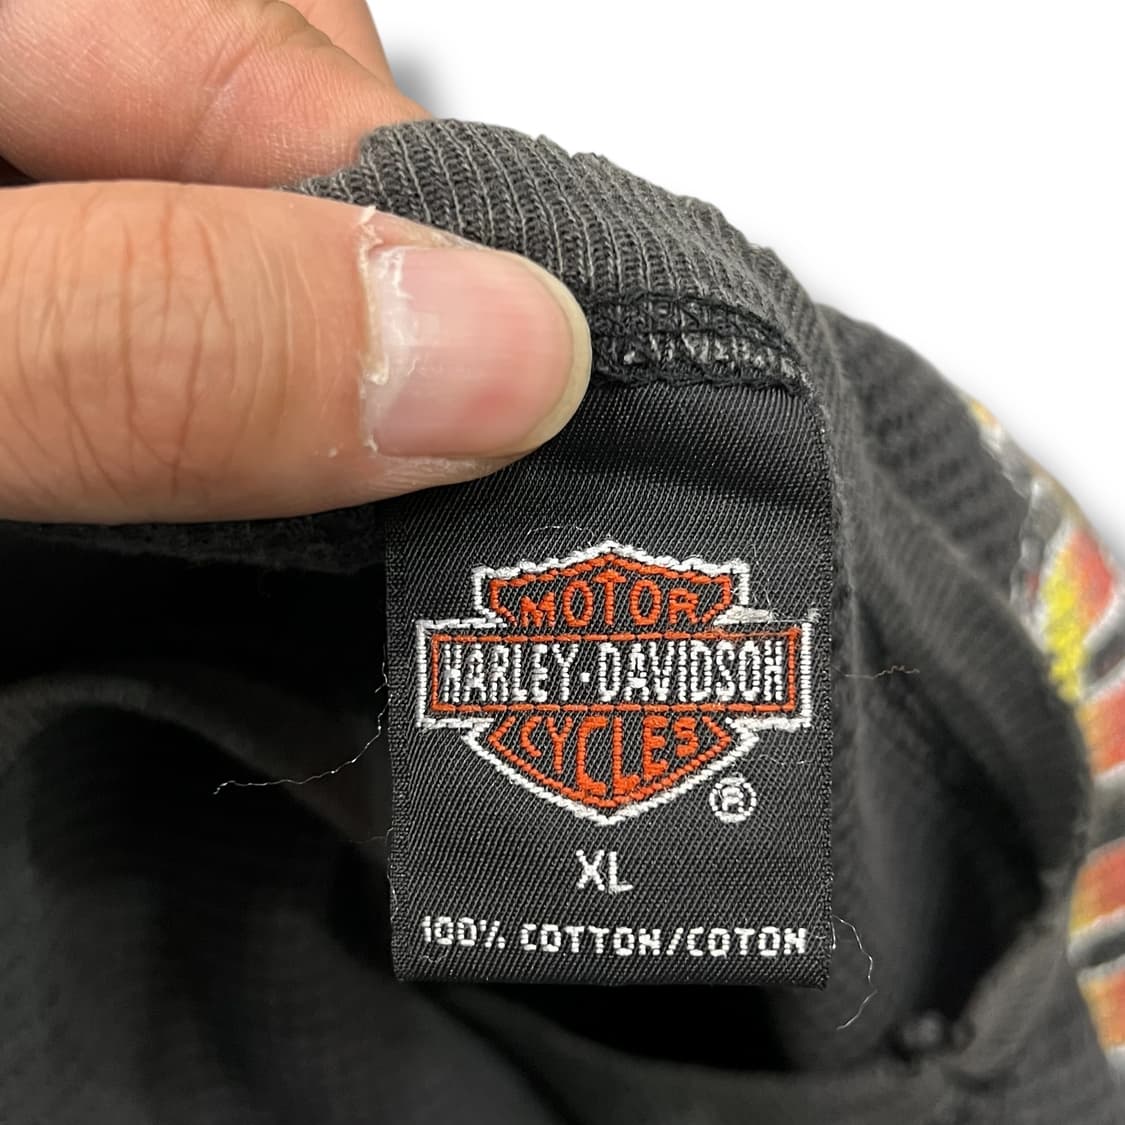 MOTOR
HARLEY-DAVIDSON
CYCLES
®
XL
100% COTTON/COTON